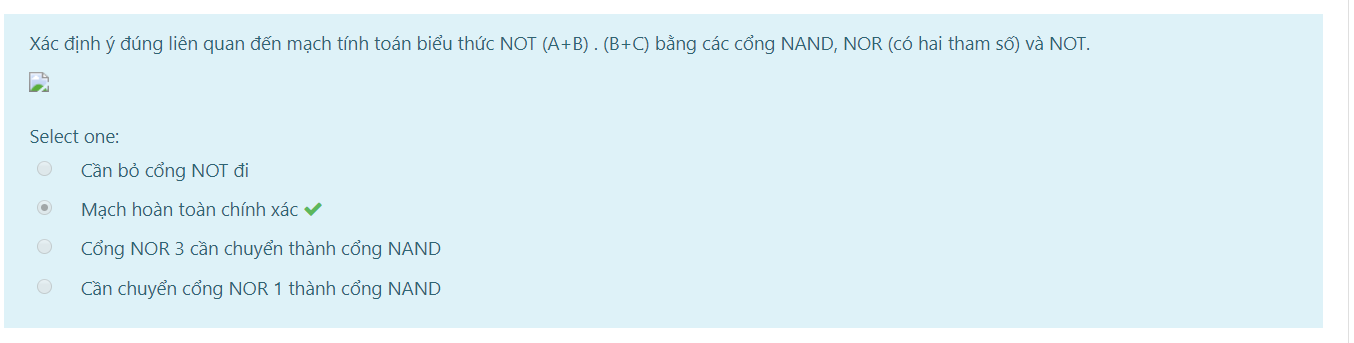 Xác định ý đúng liên quan đến mạch tính toán biểu thức NOT (A+B) . (B+C) bằng các cổng NAND, NOR (có hai tham số) và NOT.
Select one:
Cần bỏ cổng NOT đi
Mạch hoàn toàn chính xác
Cổng NOR 3 cần chuyển thành cổng NAND
Cần chuyển cổng NOR 1 thành cổng NAND